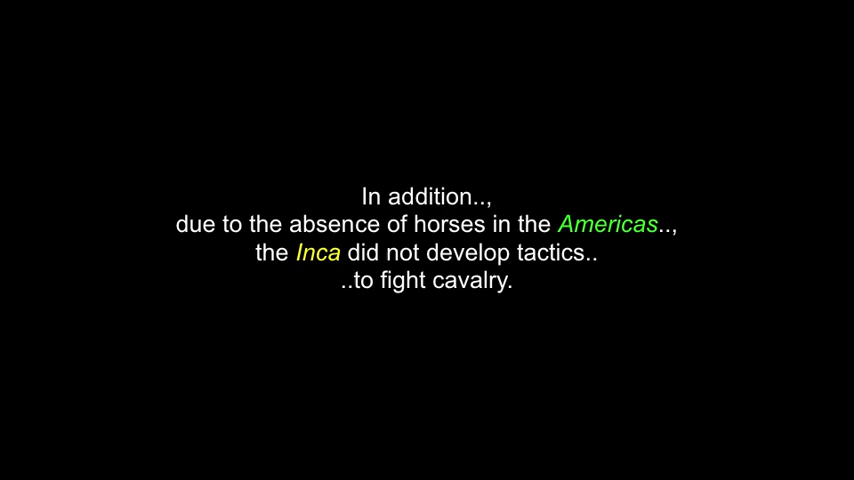 In addition..,
due to the absence of horses in the Americas..,
the Inca did not develop tactics..
..to fight cavalry.